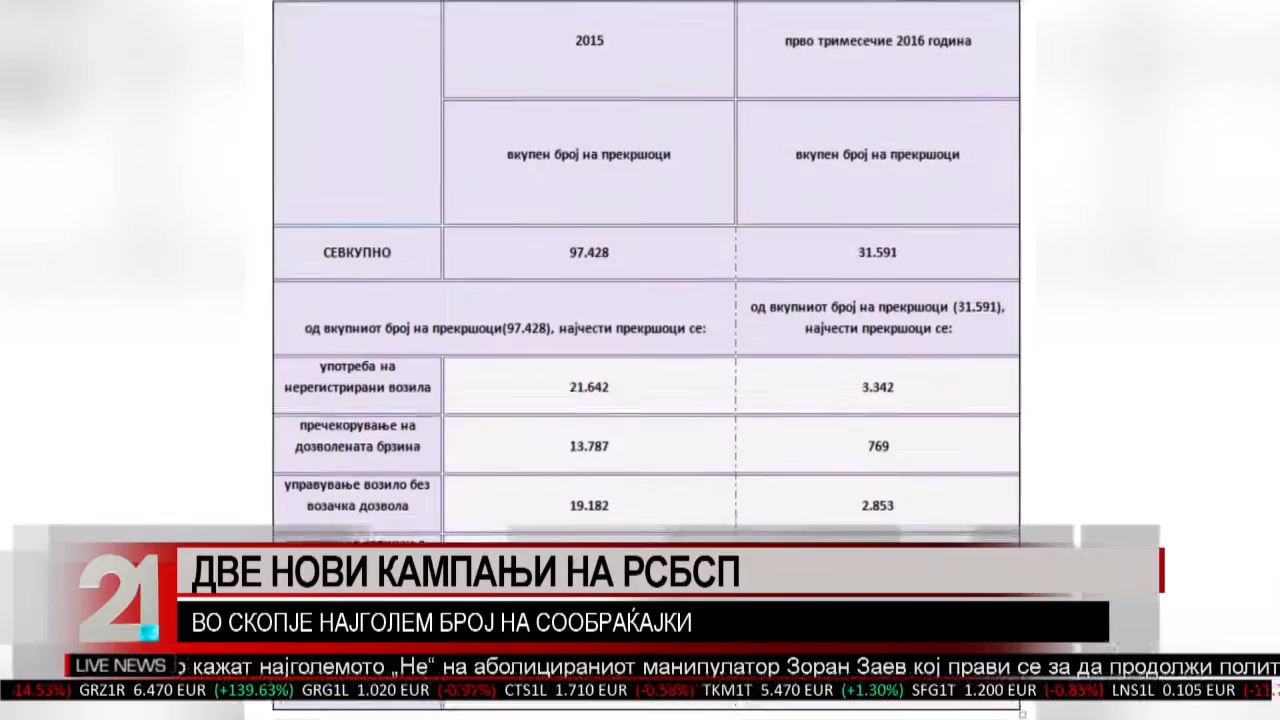 2015
прво тримесечие 2016 година
вкупен број на прекршоци
вкупен број на прекршоци
СЕВКУПНО
97.428
31.591
од вкупниот број на прекршоци(97.428), најчести прекршоци се:
од вкупниот број на прекршоци (31.591),
најчести прекршоци се:
употреба на
нерегистрирани возила
21.642
3.342
пречекорување на
дозволената брзина
13.787
769
управување возило без
возачка дозвола
19.182
2.853
21
ДВЕ НОВИ КАМПАЊИ НА РСБСП
ВО СКОПЈЕ НАЈГОЛЕМ БРОЈ НА СООБРАЌАЈКИ
LIVE NEWS
кажат најголемото „Не“ на аболицираниот манипулатор Зоран Заев кој прави се за да продолжи полит
14.53%) GRZ1R 6.470 EUR (+139.63%) GRG1L 1.020 EUR (-0.97%) CTS1L 1.710 EUR (-0.58%) TKM1T 5.470 EUR (+1.30%) SFG1T 1.200 EUR (-0.83%) LNS1L 0.105 EUR